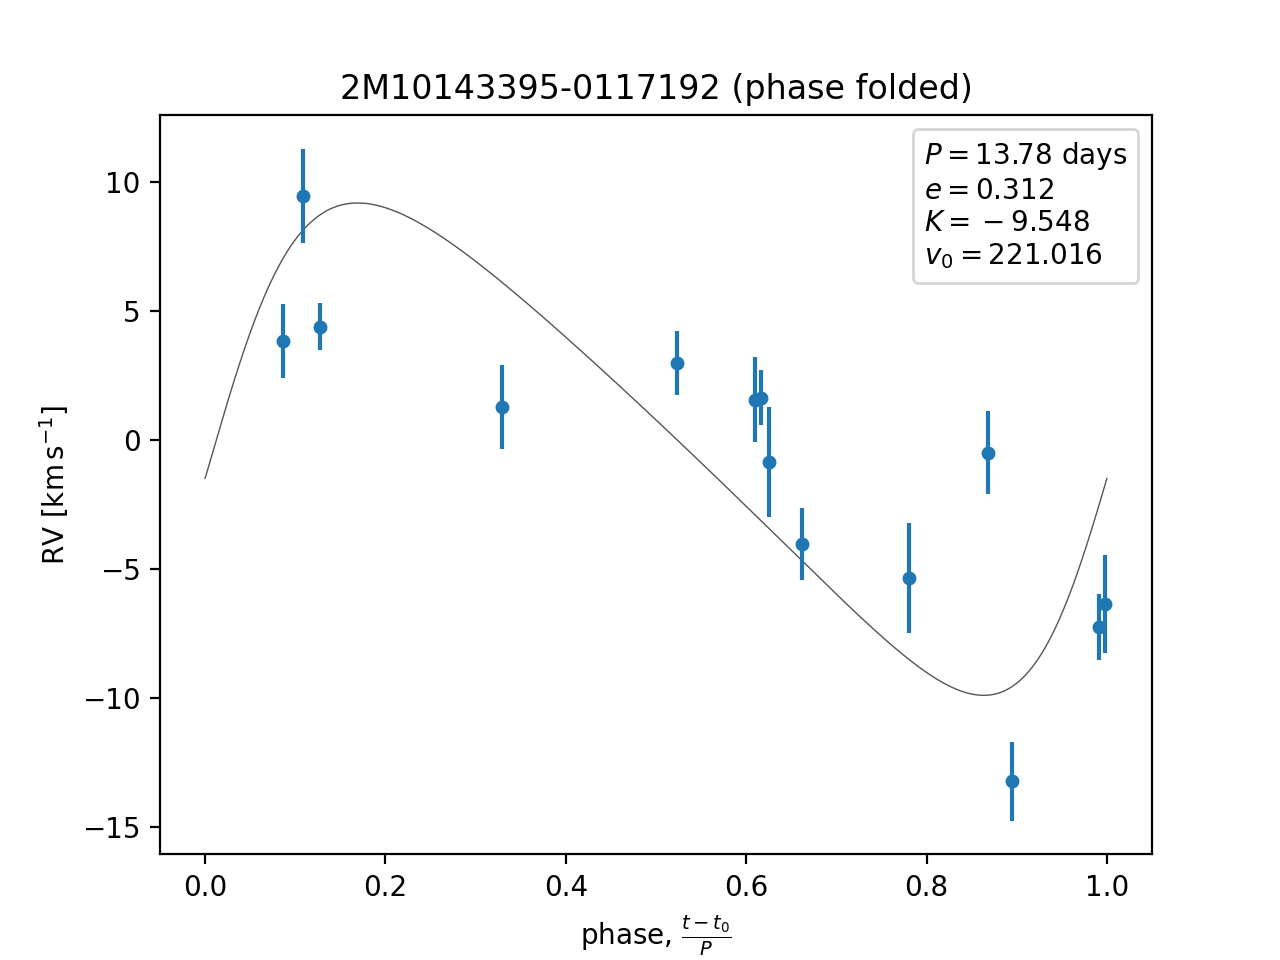 2M10143395-0117192 (phase folded)
P = 13.78 days
e = 0.312
K = −9.548
v₀ = 221.016
RV [km s⁻¹]
10
5
0
−5
−10
−15
0.0 0.2 0.4 0.6 0.8 1.0
phase, (t − t₀)/P